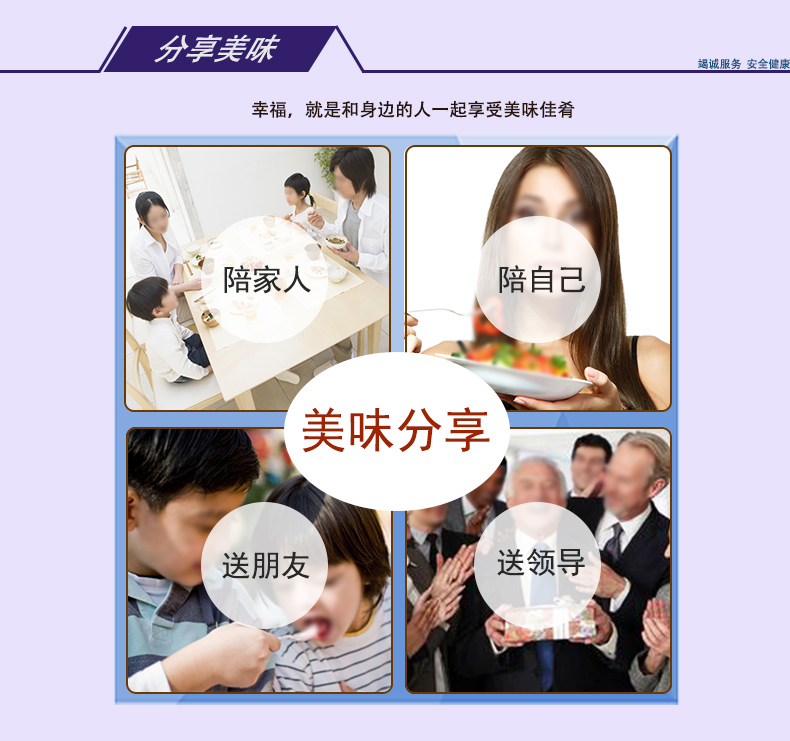 分享美味
竭诚服务 安全健康
幸福，就是和身边的人一起享受美味佳肴
陪家人
陪自己
美味分享
送朋友
送领导